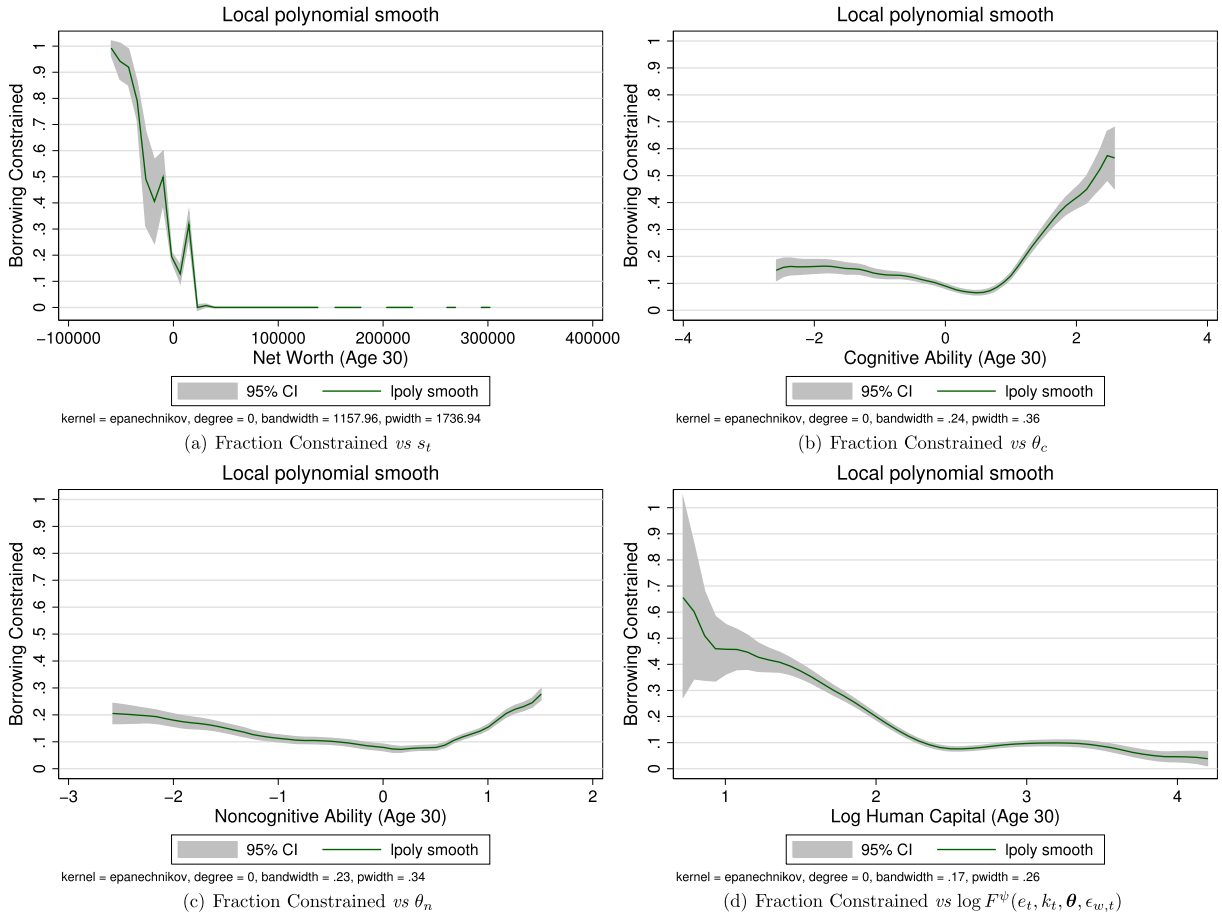 Local polynomial smooth
Borrowing Constrained
0 .1 .2 .3 .4 .5 .6 .7 .8 .9 1
−100000 0 100000 200000 300000 400000
Net Worth (Age 30)
95% CI lpoly smooth
kernel = epanechnikov, degree = 0, bandwidth = 1157.96, pwidth = 1736.94
(a) Fraction Constrained vs s_t
Local polynomial smooth
Borrowing Constrained
0 .1 .2 .3 .4 .5 .6 .7 .8 .9 1
−4 −2 0 2 4
Cognitive Ability (Age 30)
95% CI lpoly smooth
kernel = epanechnikov, degree = 0, bandwidth = .24, pwidth = .36
(b) Fraction Constrained vs θ_c
Local polynomial smooth
Borrowing Constrained
0 .1 .2 .3 .4 .5 .6 .7 .8 .9 1
−3 −2 −1 0 1 2
Noncognitive Ability (Age 30)
95% CI lpoly smooth
kernel = epanechnikov, degree = 0, bandwidth = .23, pwidth = .34
(c) Fraction Constrained vs θ_n
Local polynomial smooth
Borrowing Constrained
0 .1 .2 .3 .4 .5 .6 .7 .8 .9 1
1 2 3 4
Log Human Capital (Age 30)
95% CI lpoly smooth
kernel = epanechnikov, degree = 0, bandwidth = .17, pwidth = .26
(d) Fraction Constrained vs log F^ψ(e_t, k_t, θ, ϵ_{w,t})